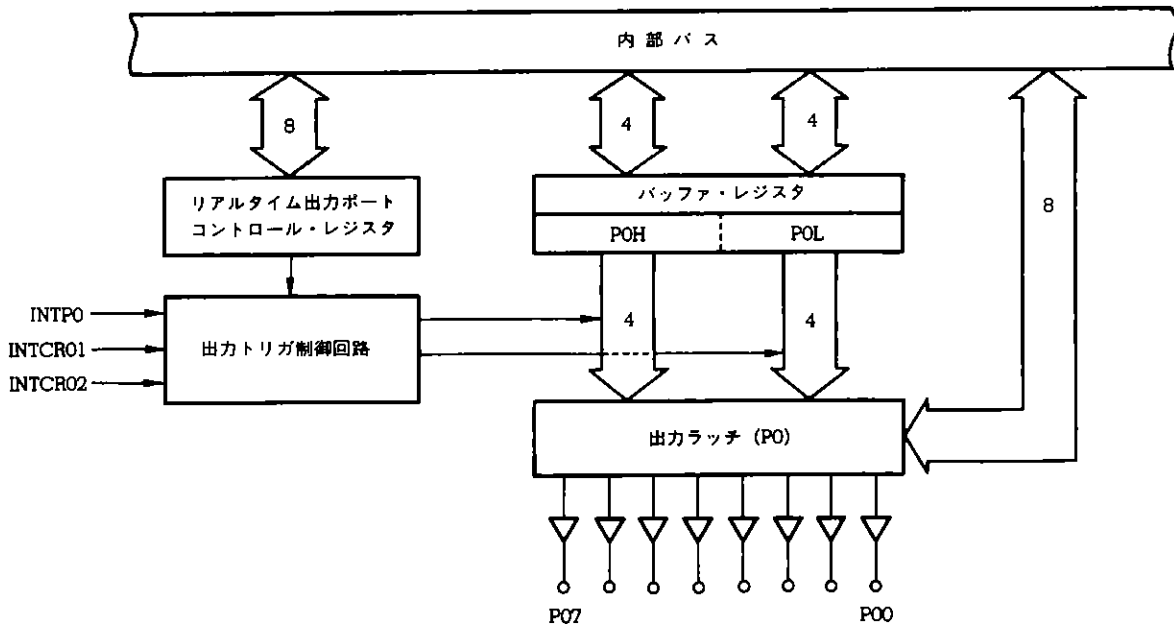 内部バス
8
4
4
リアルタイム出力ポート
コントロール・レジスタ
バッファ・レジスタ
P0H
P0L
8
INTP0
INTCR01
INTCR02
出力トリガ制御回路
4
4
出力ラッチ (P0)
P07
P00